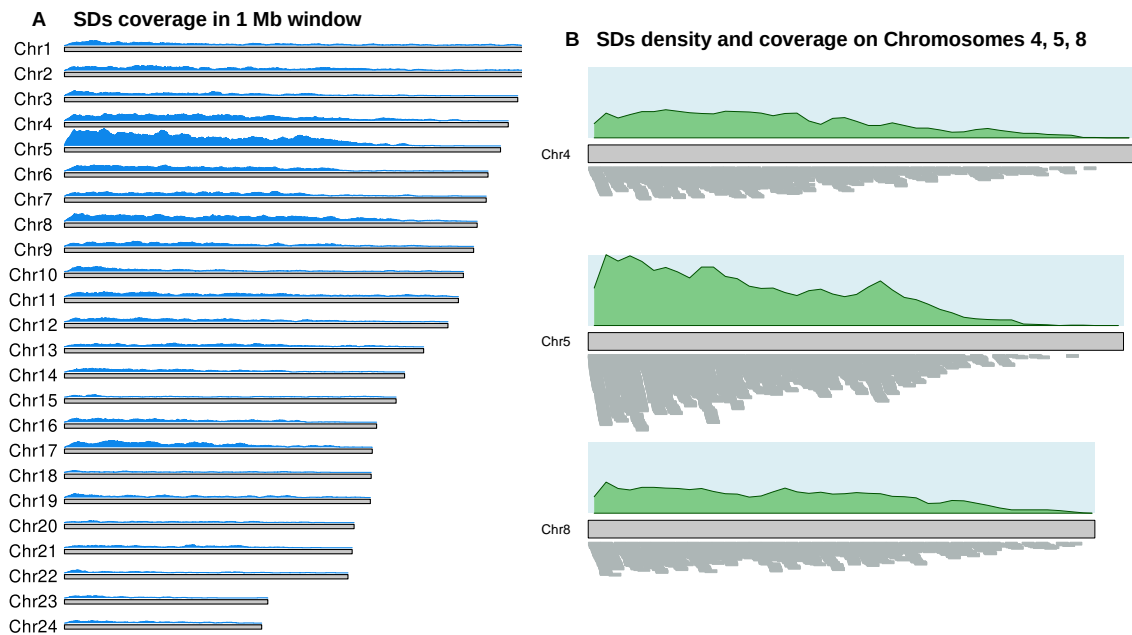 A SDs coverage in 1 Mb window
Chr1
Chr2
Chr3
Chr4
Chr5
Chr6
Chr7
Chr8
Chr9
Chr10
Chr11
Chr12
Chr13
Chr14
Chr15
Chr16
Chr17
Chr18
Chr19
Chr20
Chr21
Chr22
Chr23
Chr24
B SDs density and coverage on Chromosomes 4, 5, 8
Chr4
Chr5
Chr8